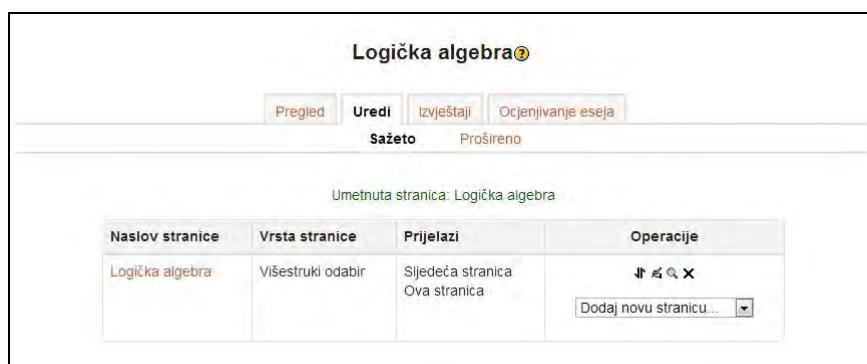 Logička algebra
Pregled Uredi Izvještaji Ocjenjivanje eseja
Sažeto Prošireno
Umetnuta stranica: Logička algebra
Naslov stranice Vrsta stranice Prijelazi Operacije
Logička algebra Višestruki odabir Slijedeća stranica
Ova stranica
Dodaj novu stranicu...